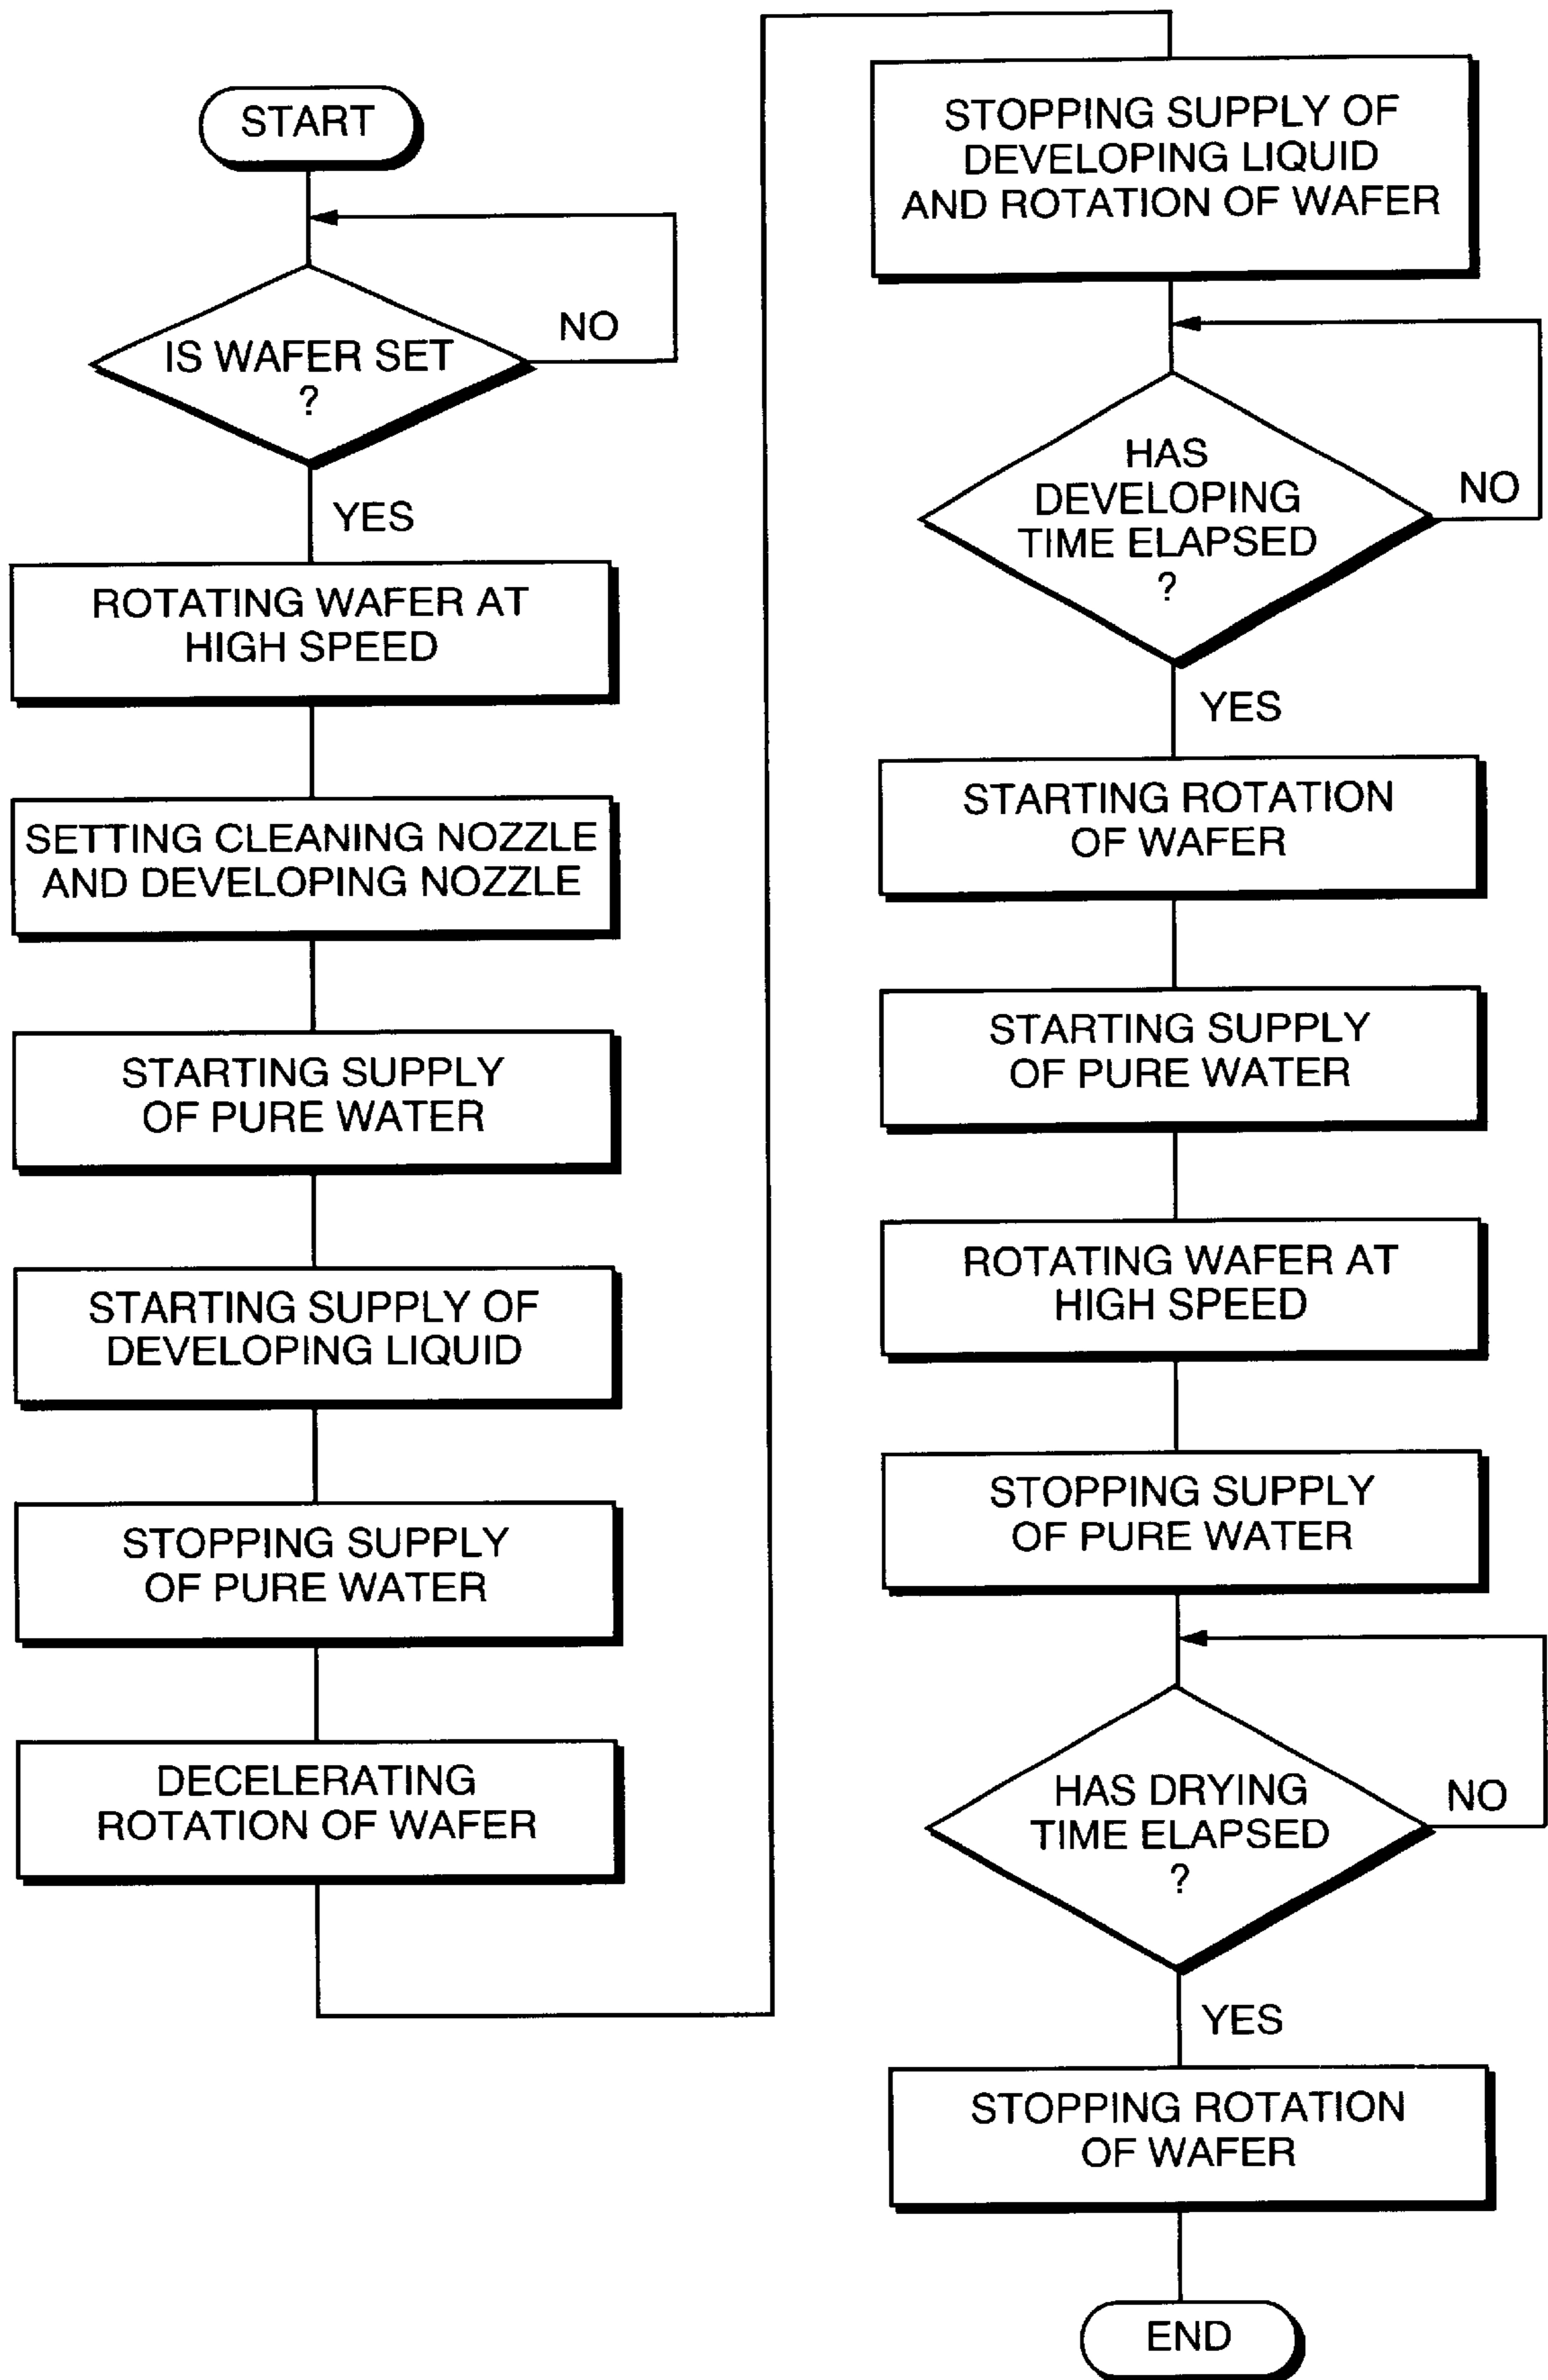 START
IS WAFER SET
?
NO
YES
ROTATING WAFER AT
HIGH SPEED
SETTING CLEANING NOZZLE
AND DEVELOPING NOZZLE
STARTING SUPPLY
OF PURE WATER
STARTING SUPPLY OF
DEVELOPING LIQUID
STOPPING SUPPLY
OF PURE WATER
DECELERATING
ROTATION OF WAFER
STOPPING SUPPLY OF
DEVELOPING LIQUID
AND ROTATION OF WAFER
HAS
DEVELOPING
TIME ELAPSED
?
NO
YES
STARTING ROTATION
OF WAFER
STARTING SUPPLY
OF PURE WATER
ROTATING WAFER AT
HIGH SPEED
STOPPING SUPPLY
OF PURE WATER
HAS DRYING
TIME ELAPSED
?
NO
YES
STOPPING ROTATION
OF WAFER
END